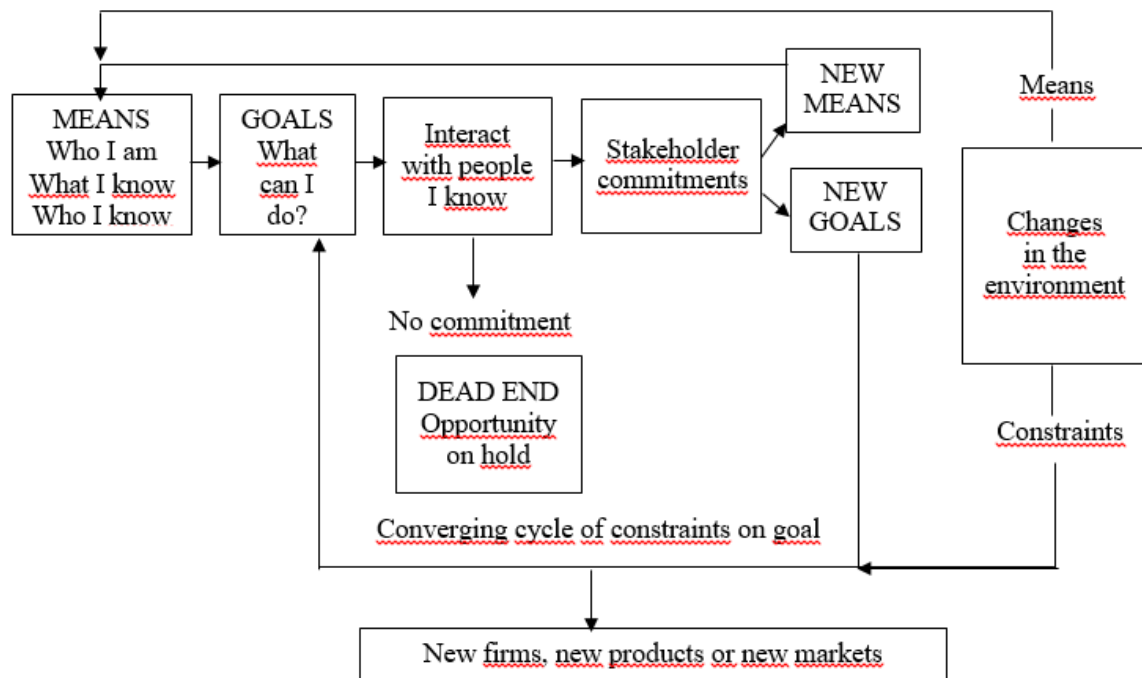 MEANS
Who I am
What I know
Who I know
GOALS
What
can I
do?
Interact
with people
I know
Stakeholder
commitments
NEW
MEANS
NEW
GOALS
Means
Changes
in the
environment
Constraints
No commitment
DEAD END
Opportunity
on hold
Converging cycle of constraints on goal
New firms, new products or new markets